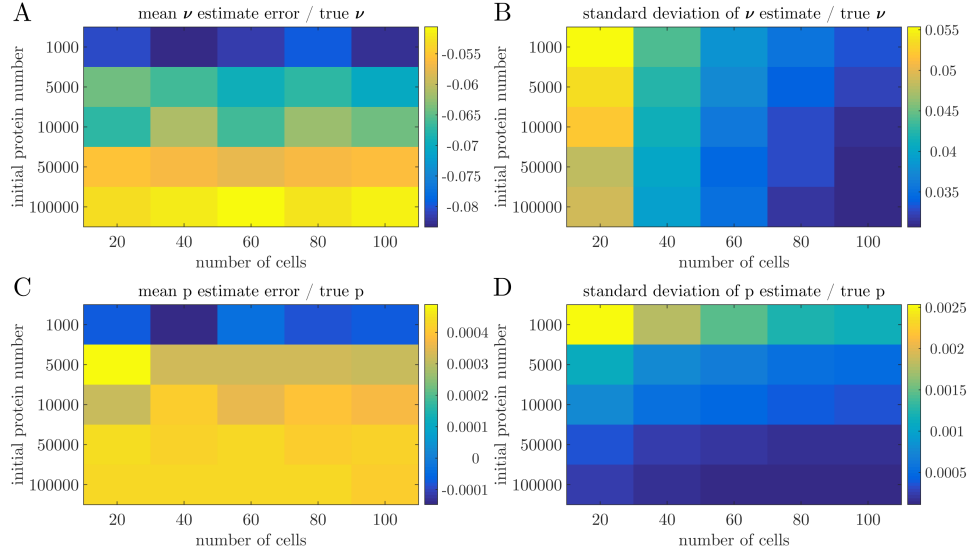 A
mean ν estimate error / true ν
initial protein number
1000
5000
10000
50000
100000
20 40 60 80 100
number of cells
-0.055
-0.06
-0.065
-0.07
-0.075
-0.08
B
standard deviation of ν estimate / true ν
initial protein number
1000
5000
10000
50000
100000
20 40 60 80 100
number of cells
0.055
0.05
0.045
0.04
0.035
C
mean p estimate error / true p
initial protein number
1000
5000
10000
50000
100000
20 40 60 80 100
number of cells
0.0004
0.0003
0.0002
0.0001
0
-0.0001
D
standard deviation of p estimate / true p
initial protein number
1000
5000
10000
50000
100000
20 40 60 80 100
number of cells
0.0025
0.002
0.0015
0.001
0.0005